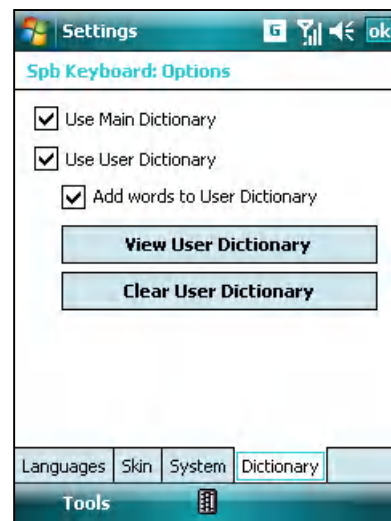 Settings G ok
Spb Keyboard: Options
Use Main Dictionary
Use User Dictionary
Add words to User Dictionary
View User Dictionary
Clear User Dictionary
Languages Skin System Dictionary
Tools